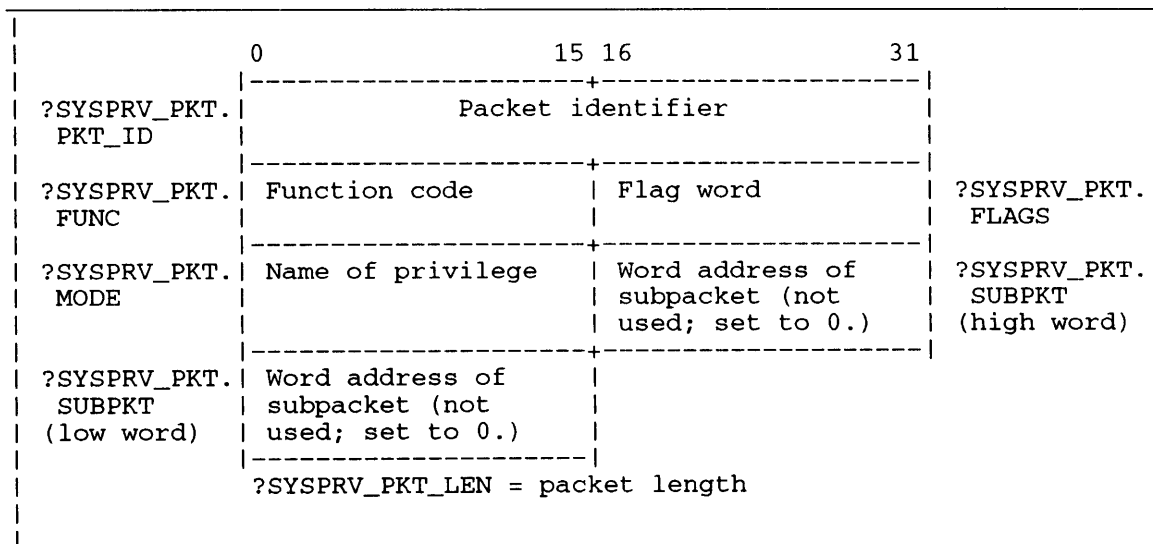 0 15 16 31
?SYSPRV_PKT. Packet identifier
PKT_ID
?SYSPRV_PKT. Function code Flag word ?SYSPRV_PKT.
FUNC FLAGS
?SYSPRV_PKT. Name of privilege Word address of ?SYSPRV_PKT.
MODE subpacket (not SUBPKT
used; set to 0.) (high word)
?SYSPRV_PKT. Word address of
SUBPKT subpacket (not
(low word) used; set to 0.)
?SYSPRV_PKT_LEN = packet length